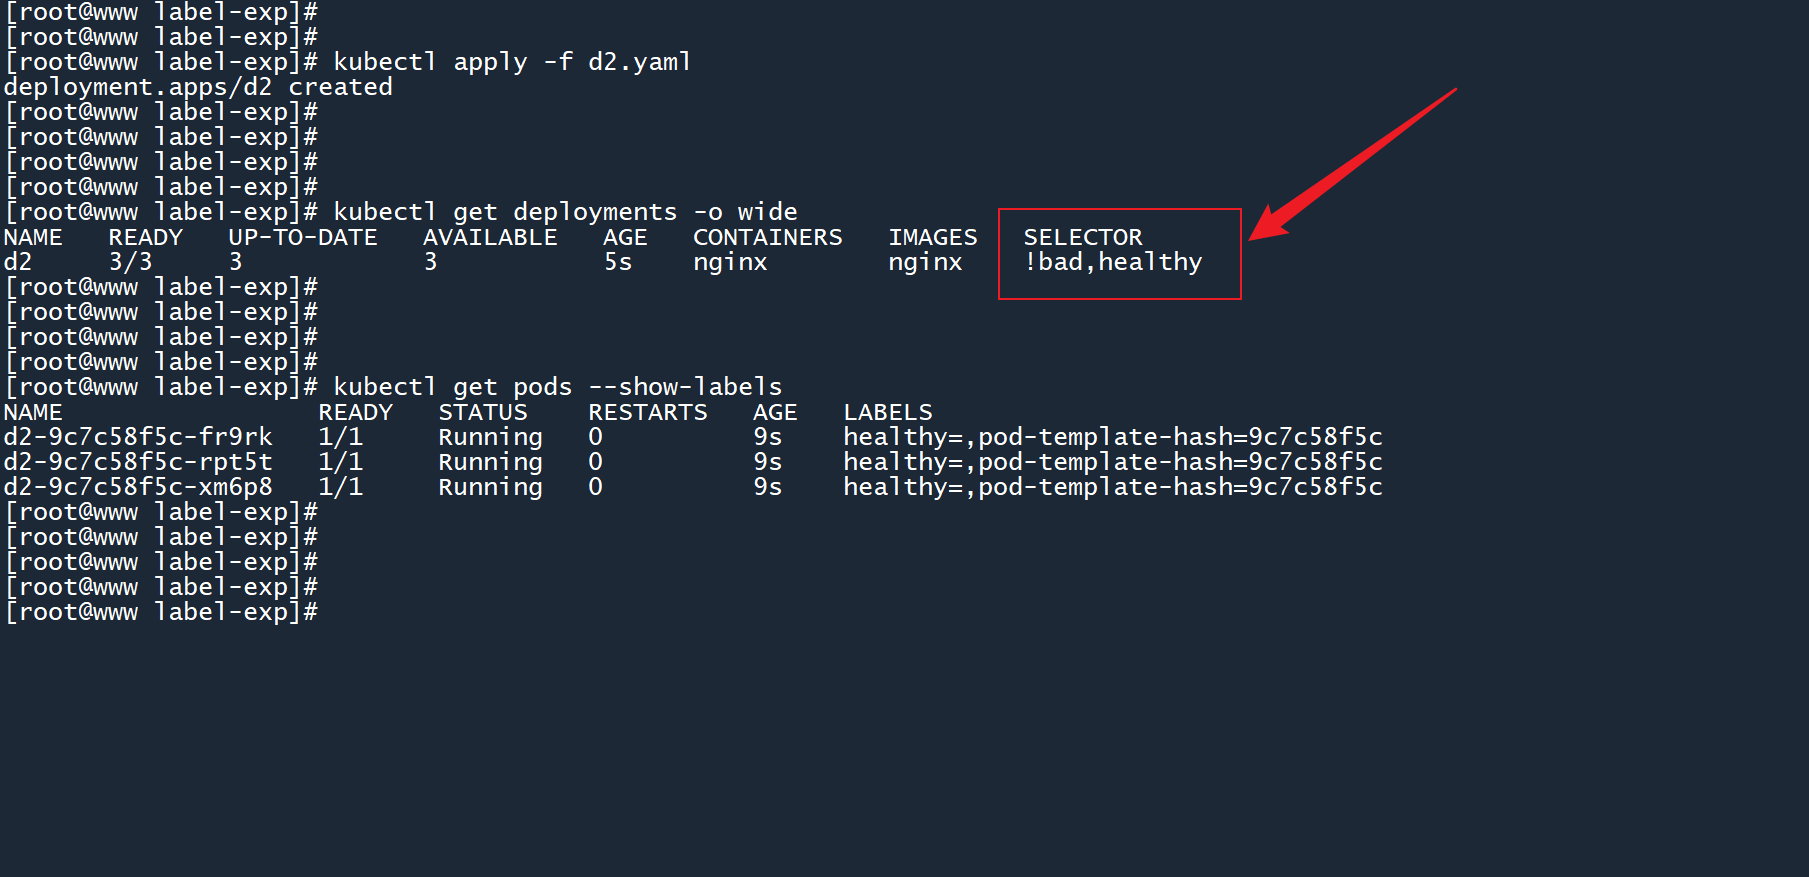 [root@www label-exp]#
[root@www label-exp]#
[root@www label-exp]# kubectl apply -f d2.yaml
deployment.apps/d2 created
[root@www label-exp]#
[root@www label-exp]#
[root@www label-exp]#
[root@www label-exp]#
[root@www label-exp]# kubectl get deployments -o wide
NAME   READY   UP-TO-DATE   AVAILABLE   AGE   CONTAINERS   IMAGES   SELECTOR
d2     3/3     3            3           5s    nginx        nginx    !bad,healthy
[root@www label-exp]#
[root@www label-exp]#
[root@www label-exp]#
[root@www label-exp]#
[root@www label-exp]# kubectl get pods --show-labels
NAME                 READY   STATUS    RESTARTS   AGE   LABELS
d2-9c7c58f5c-fr9rk   1/1     Running   0          9s    healthy=,pod-template-hash=9c7c58f5c
d2-9c7c58f5c-rpt5t   1/1     Running   0          9s    healthy=,pod-template-hash=9c7c58f5c
d2-9c7c58f5c-xm6p8   1/1     Running   0          9s    healthy=,pod-template-hash=9c7c58f5c
[root@www label-exp]#
[root@www label-exp]#
[root@www label-exp]#
[root@www label-exp]#
[root@www label-exp]#